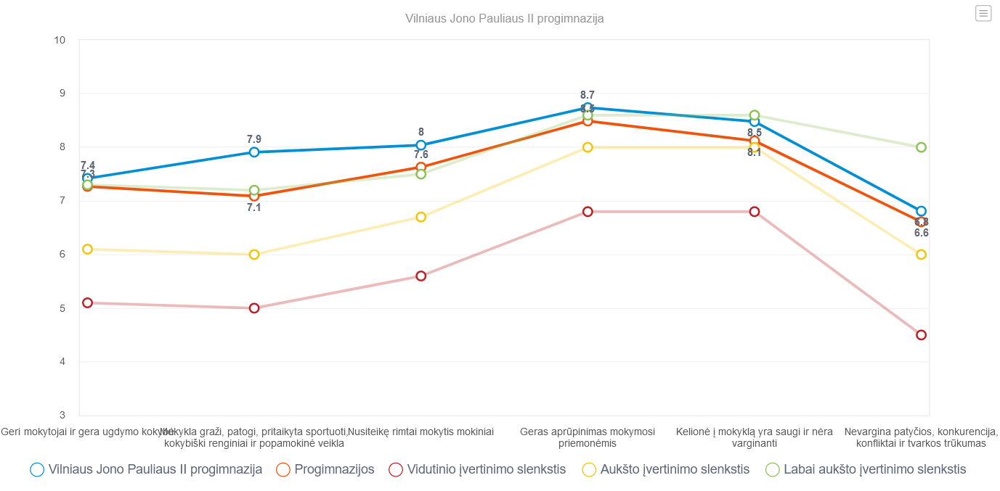 Vilniaus Jono Pauliaus II progimnazija
10
9
8
7
6
5
4
3
7.4
7.3
7.9
7.1
8
7.6
8.7
8.5
8.5
8.1
6.8
6.6
Geri mokytojai ir gera ugdymo kokybė
Mokykla graži, patogi, pritaikyta sportuoti,
kokybiški renginiai ir popamokinė veikla
Nusiteikę rimtai mokytis mokiniai
Geras aprūpinimas mokymosi
priemonėmis
Kelionė į mokyklą yra saugi ir nėra
varginanti
Nevargina patyčios, konkurencija,
konfliktai ir tvarkos trūkumas
Vilniaus Jono Pauliaus II progimnazija
Progimnazijos
Vidutinio įvertinimo slenkstis
Aukšto įvertinimo slenkstis
Labai aukšto įvertinimo slenkstis